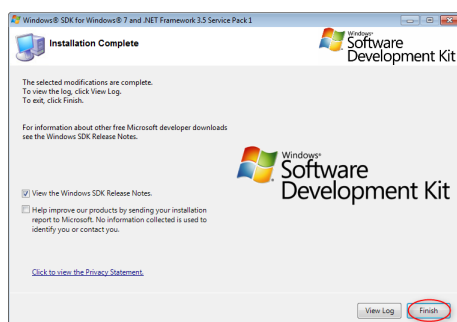 Windows® SDK for Windows® 7 and .NET Framework 3.5 Service Pack 1
Installation Complete
Windows®
Software
Development Kit
The selected modifications are complete.
To view the log, click View Log.
To exit, click Finish.
For information about other free Microsoft developer downloads
see the Windows SDK Release Notes.
Windows®
Software
Development Kit
View the Windows SDK Release Notes.
Help improve our products by sending your installation
report to Microsoft. No information collected is used to
identify you or contact you.
Click to view the Privacy Statement.
View Log Finish